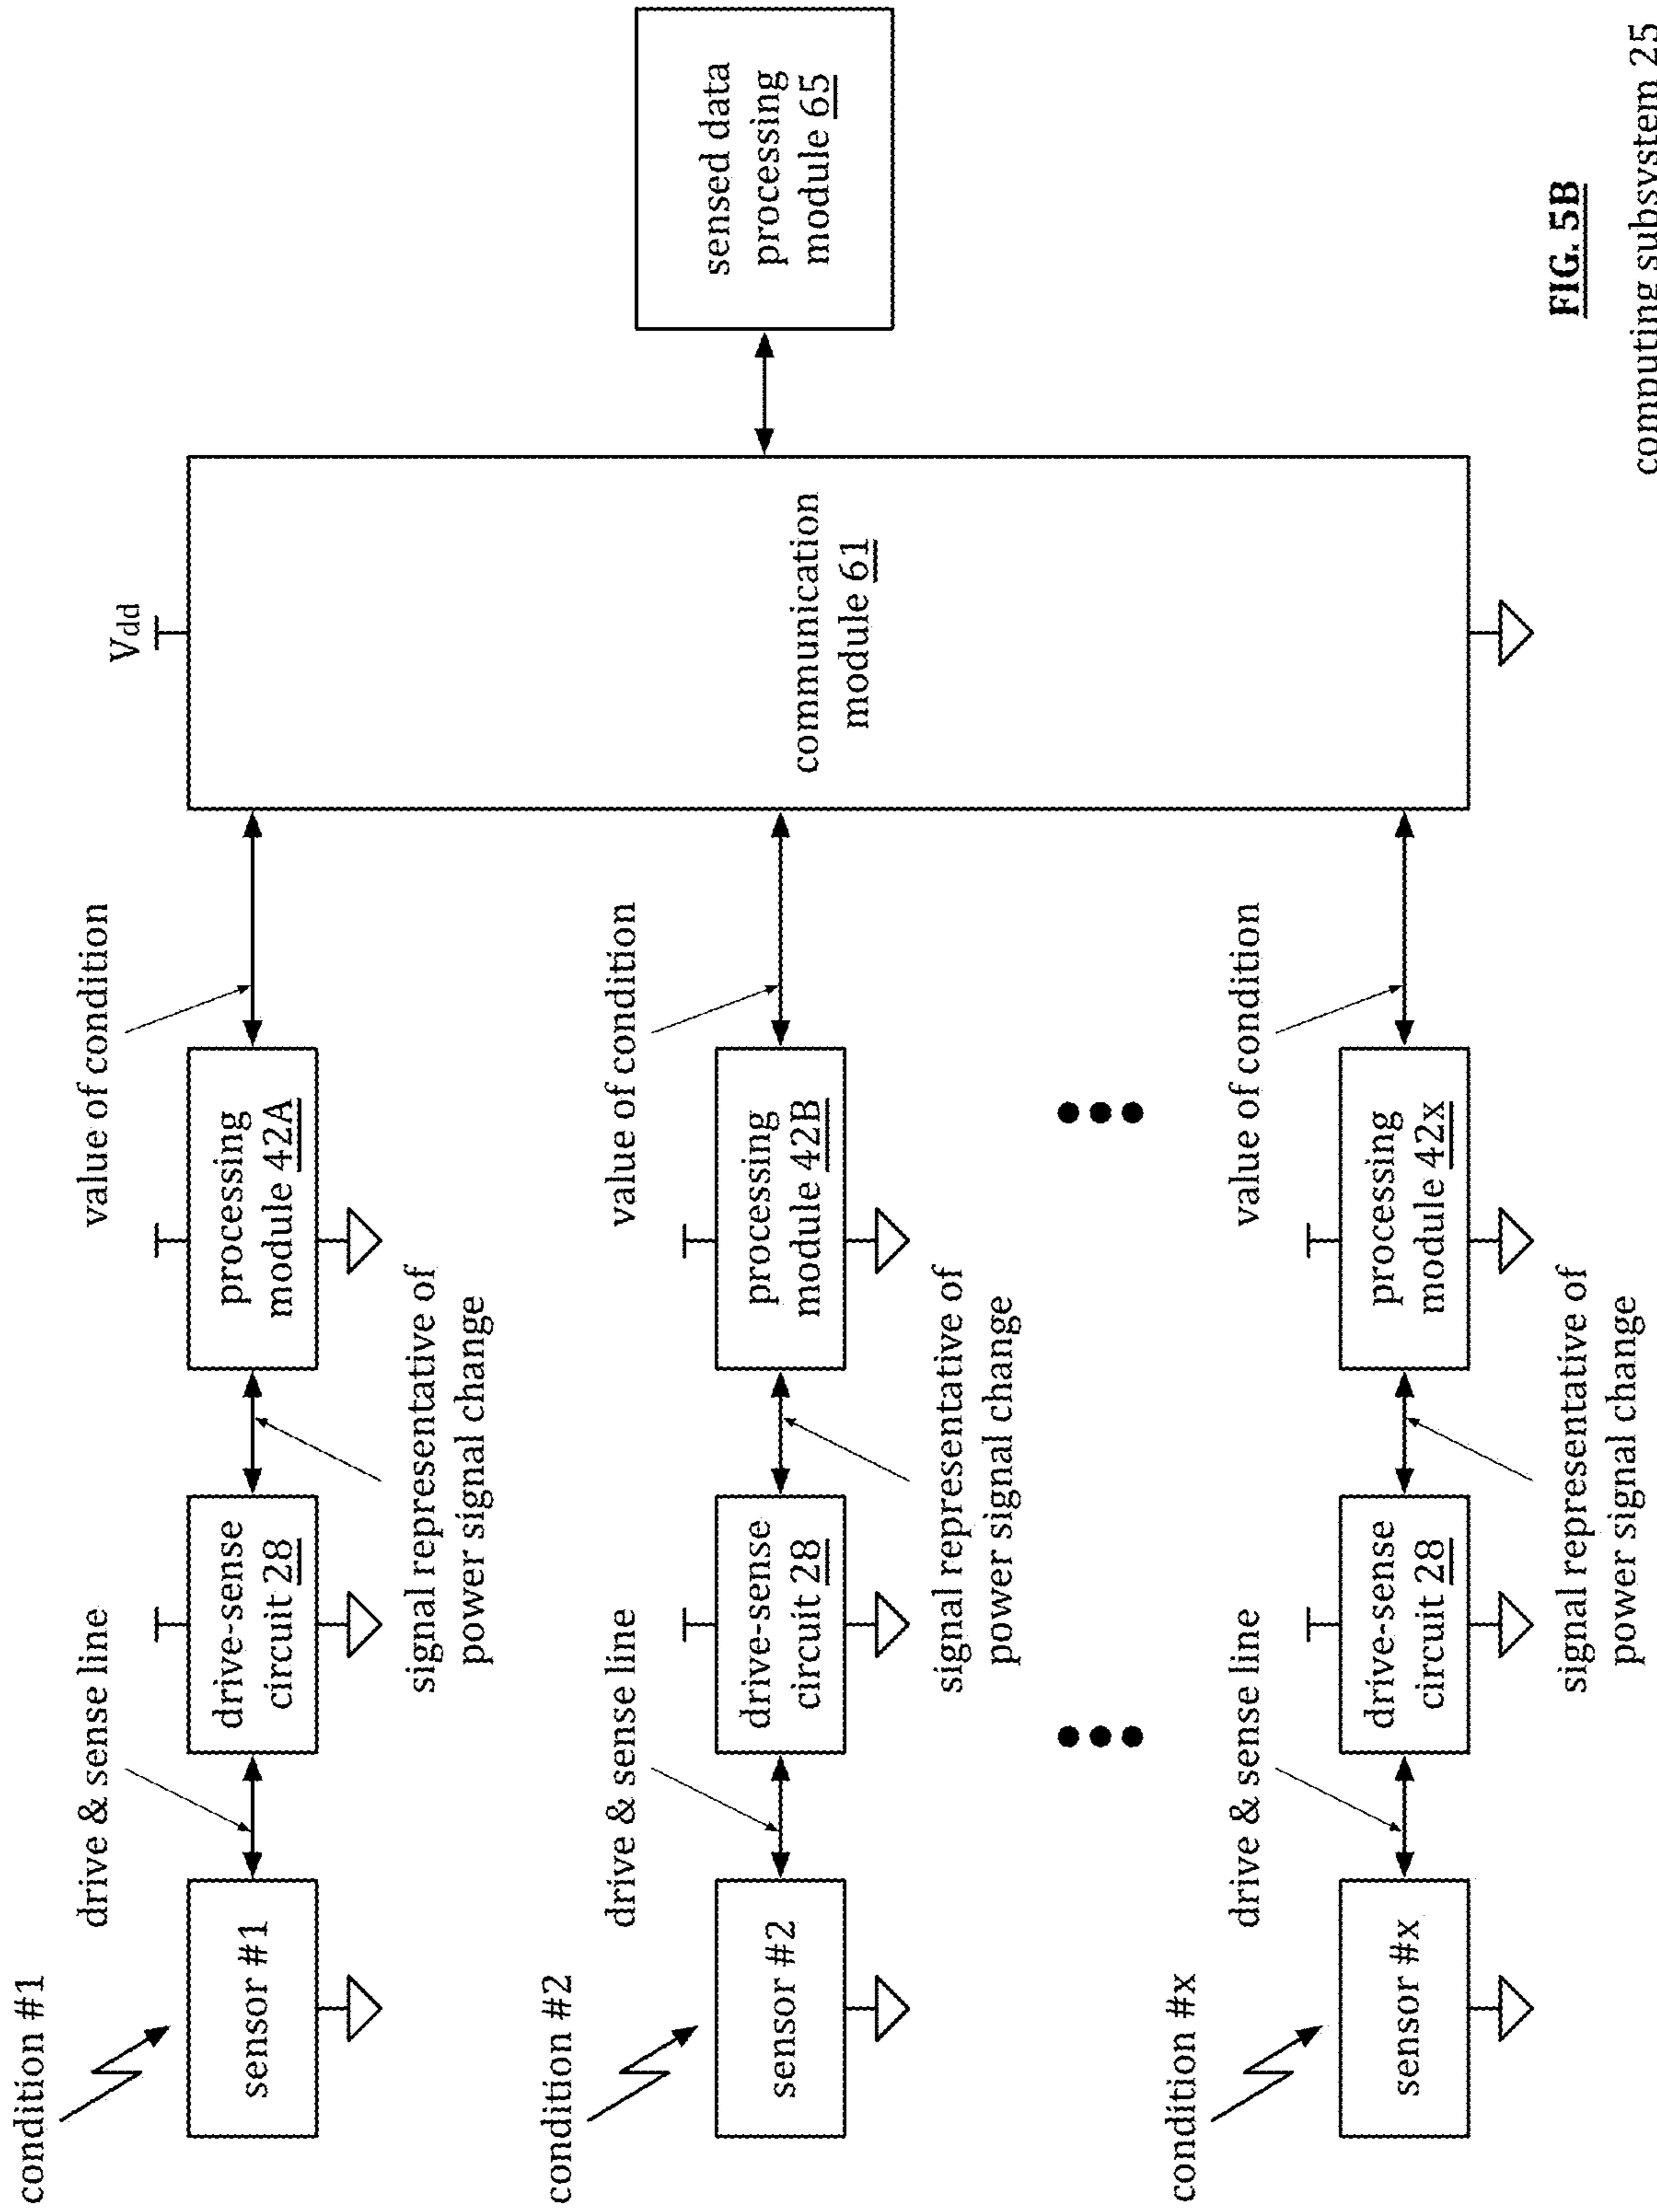 condition #1
drive & sense line
value of condition
Vdd
sensor #1
drive-sense
circuit 28
processing
module 42A
signal representative of
power signal change
condition #2
drive & sense line
value of condition
sensor #2
drive-sense
circuit 28
processing
module 42B
signal representative of
power signal change
communication
module 61
sensed data
processing
module 65
condition #x
drive & sense line
value of condition
sensor #x
drive-sense
circuit 28
processing
module 42x
signal representative of
power signal change
FIG. 5B
computing subsystem 25